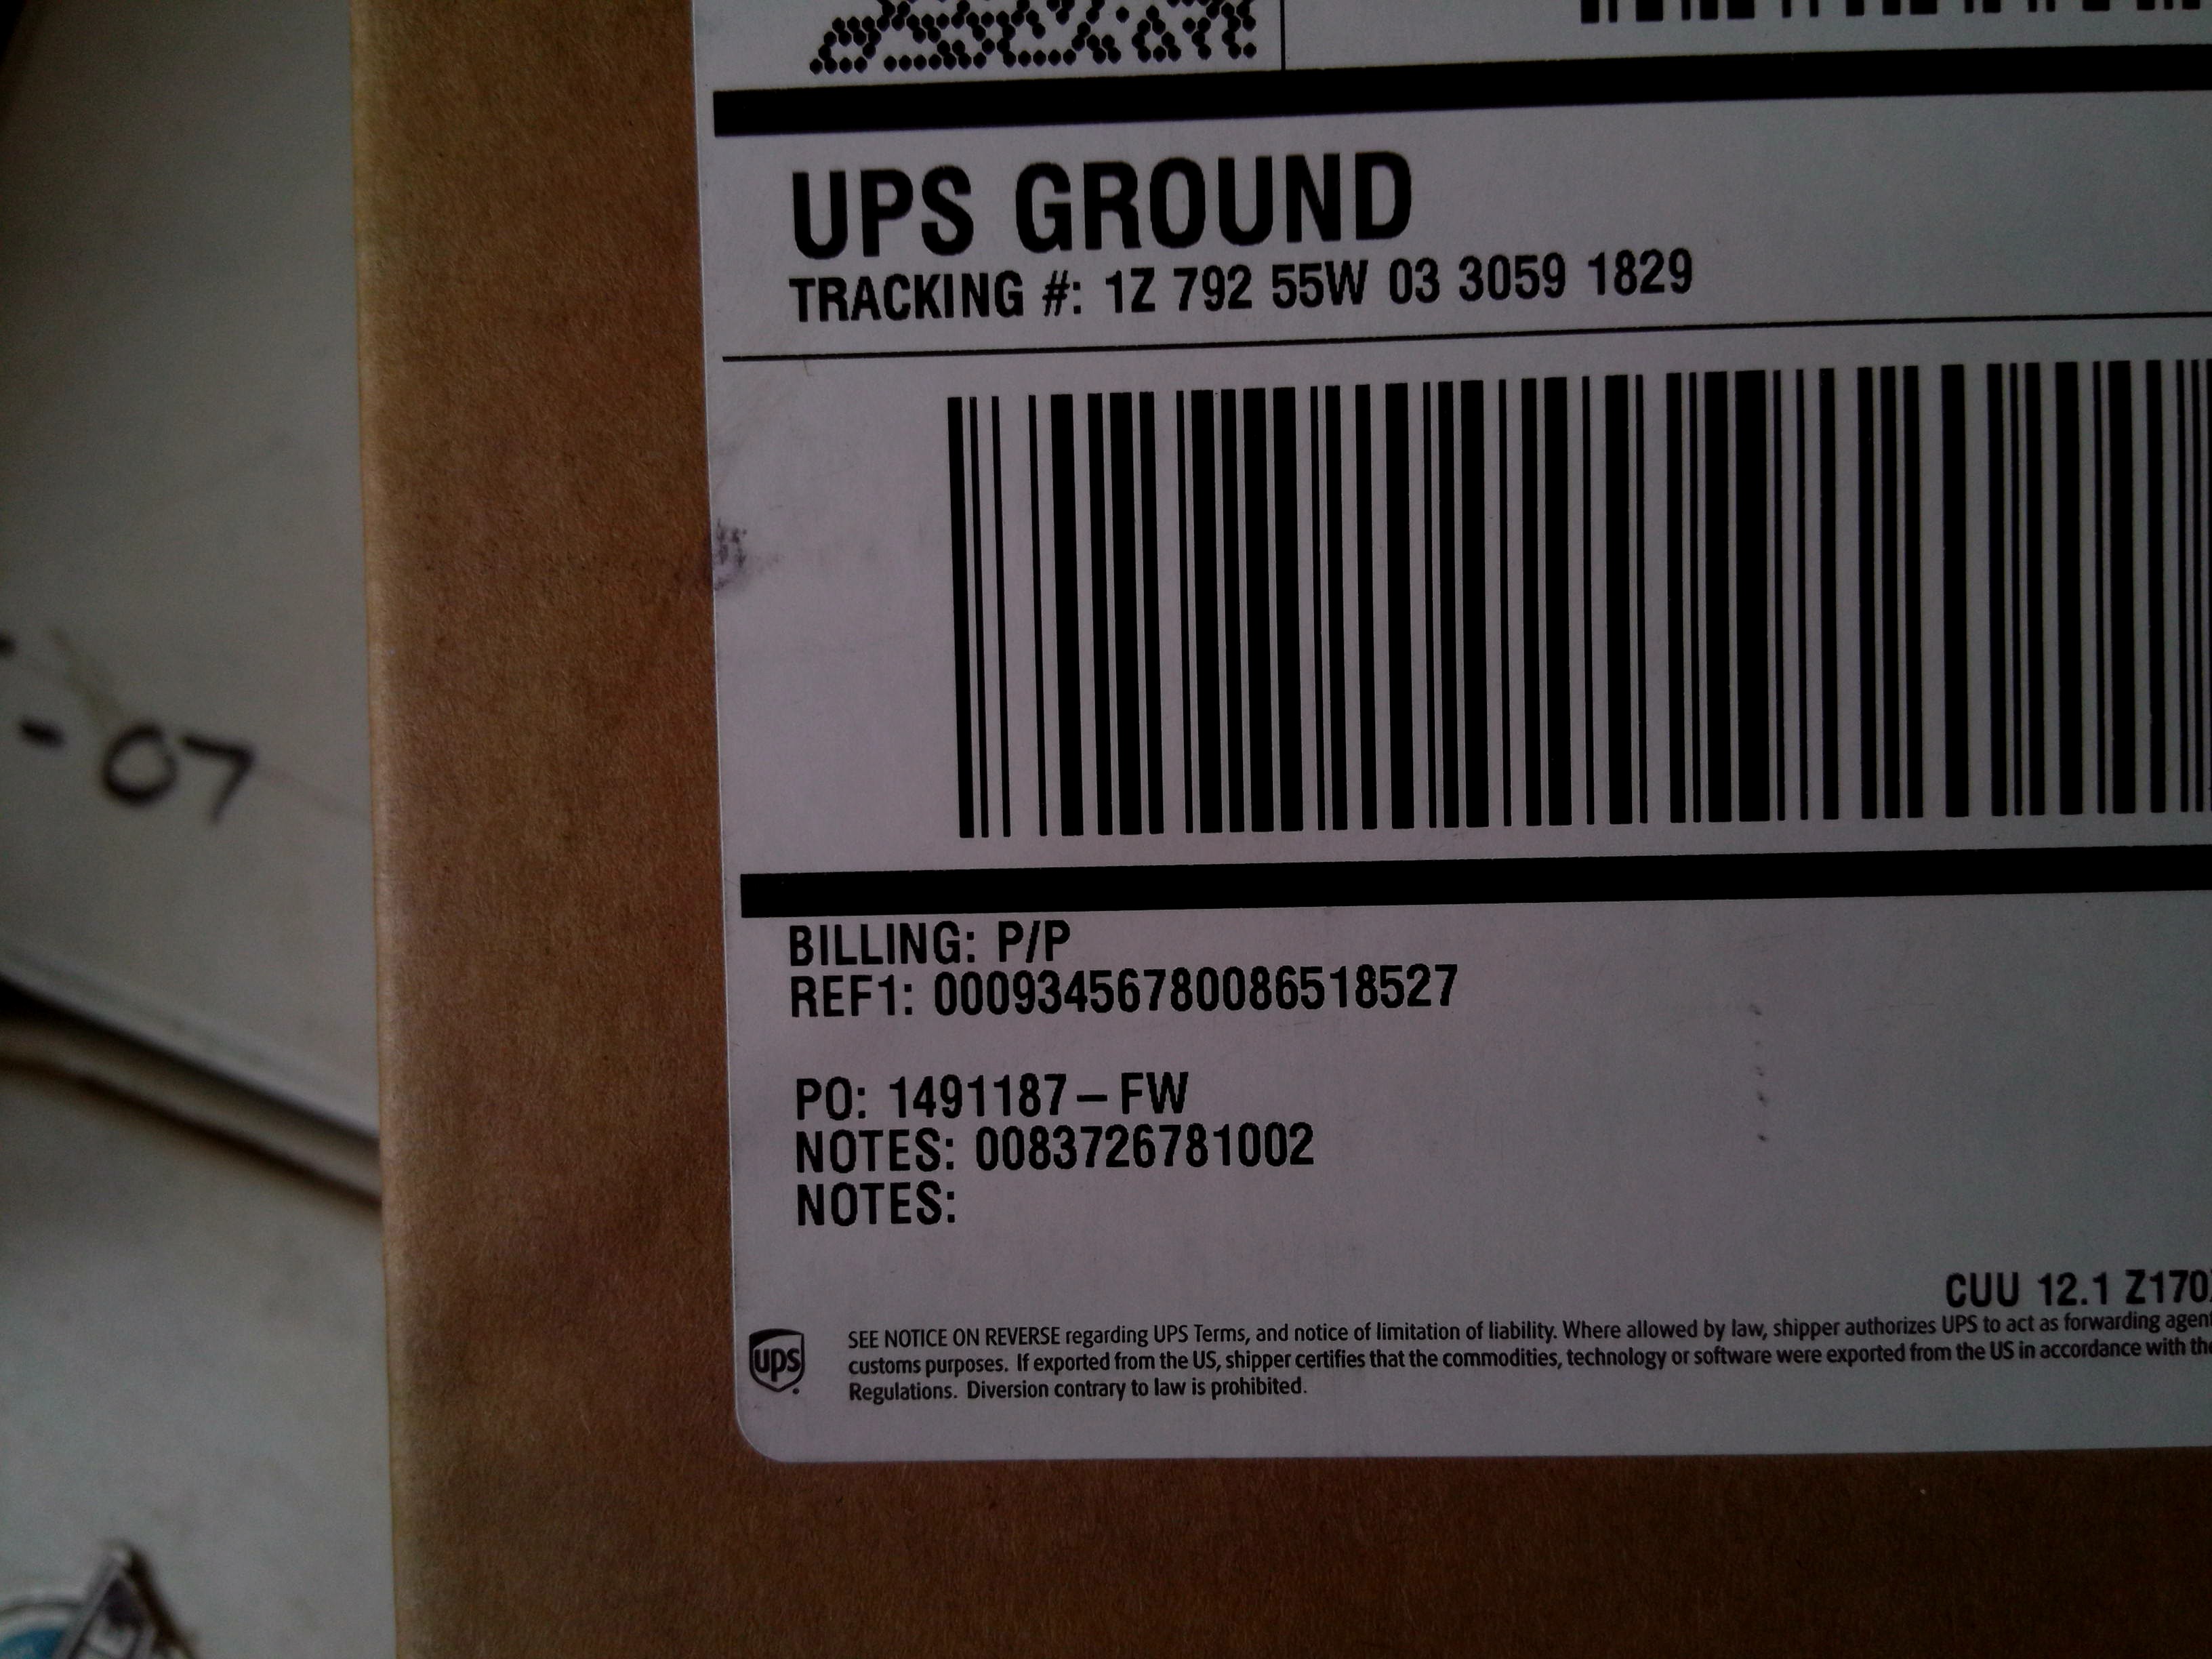 UPS GROUND
TRACKING #: 1Z 792 55W 03 3059 1829
BILLING: P/P
REF1: 00093456780086518527
PO: 1491187-FW
NOTES: 0083726781002
NOTES:
CUU 12.1 Z170
SEE NOTICE ON REVERSE regarding UPS Terms, and notice of limitation of liability. Where allowed by law, shipper authorizes UPS to act as forwarding agent
customs purposes. If exported from the US, shipper certifies that the commodities, technology or software were exported from the US in accordance with the
Regulations. Diversion contrary to law is prohibited.
ups
- 07